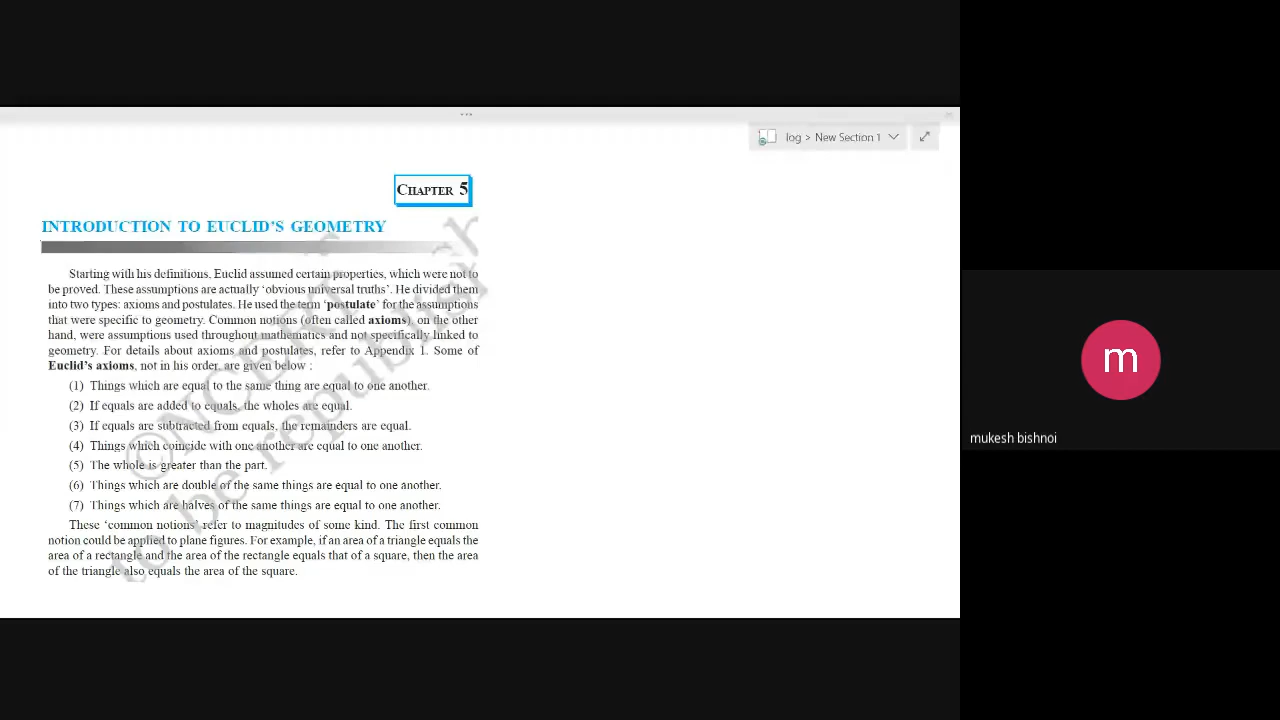 log > New Section 1
CHAPTER 5
INTRODUCTION TO EUCLID'S GEOMETRY
Starting with his definitions, Euclid assumed certain properties, which were not to
be proved. These assumptions are actually 'obvious universal truths'. He divided them
into two types: axioms and postulates. He used the term 'postulate' for the assumptions
that were specific to geometry. Common notions (often called axioms), on the other
hand, were assumptions used throughout mathematics and not specifically linked to
geometry. For details about axioms and postulates, refer to Appendix 1. Some of
Euclid's axioms, not in his order, are given below :
(1) Things which are equal to the same thing are equal to one another.
(2) If equals are added to equals, the wholes are equal.
(3) If equals are subtracted from equals, the remainders are equal.
(4) Things which coincide with one another are equal to one another.
(5) The whole is greater than the part.
(6) Things which are double of the same things are equal to one another.
(7) Things which are halves of the same things are equal to one another.
These 'common notions' refer to magnitudes of some kind. The first common
notion could be applied to plane figures. For example, if an area of a triangle equals the
area of a rectangle and the area of the rectangle equals that of a square, then the area
of the triangle also equals the area of the square.
©NCERT
to be republish
m
mukesh bishnoi